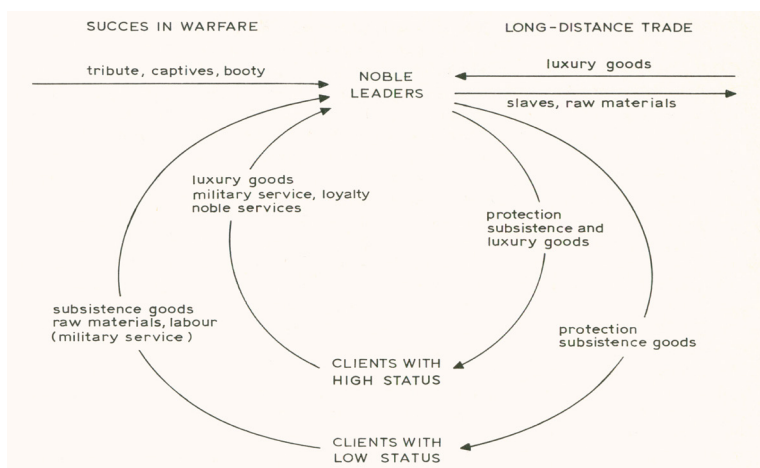 SUCCES IN WARFARE
LONG-DISTANCE TRADE
tribute, captives, booty
NOBLE
LEADERS
luxury goods
slaves, raw materials
luxury goods
military service, loyalty
noble services
protection
subsistence and
luxury goods
subsistence goods
raw materials, labour
(military service)
protection
subsistence goods
CLIENTS WITH
HIGH STATUS
CLIENTS WITH
LOW STATUS